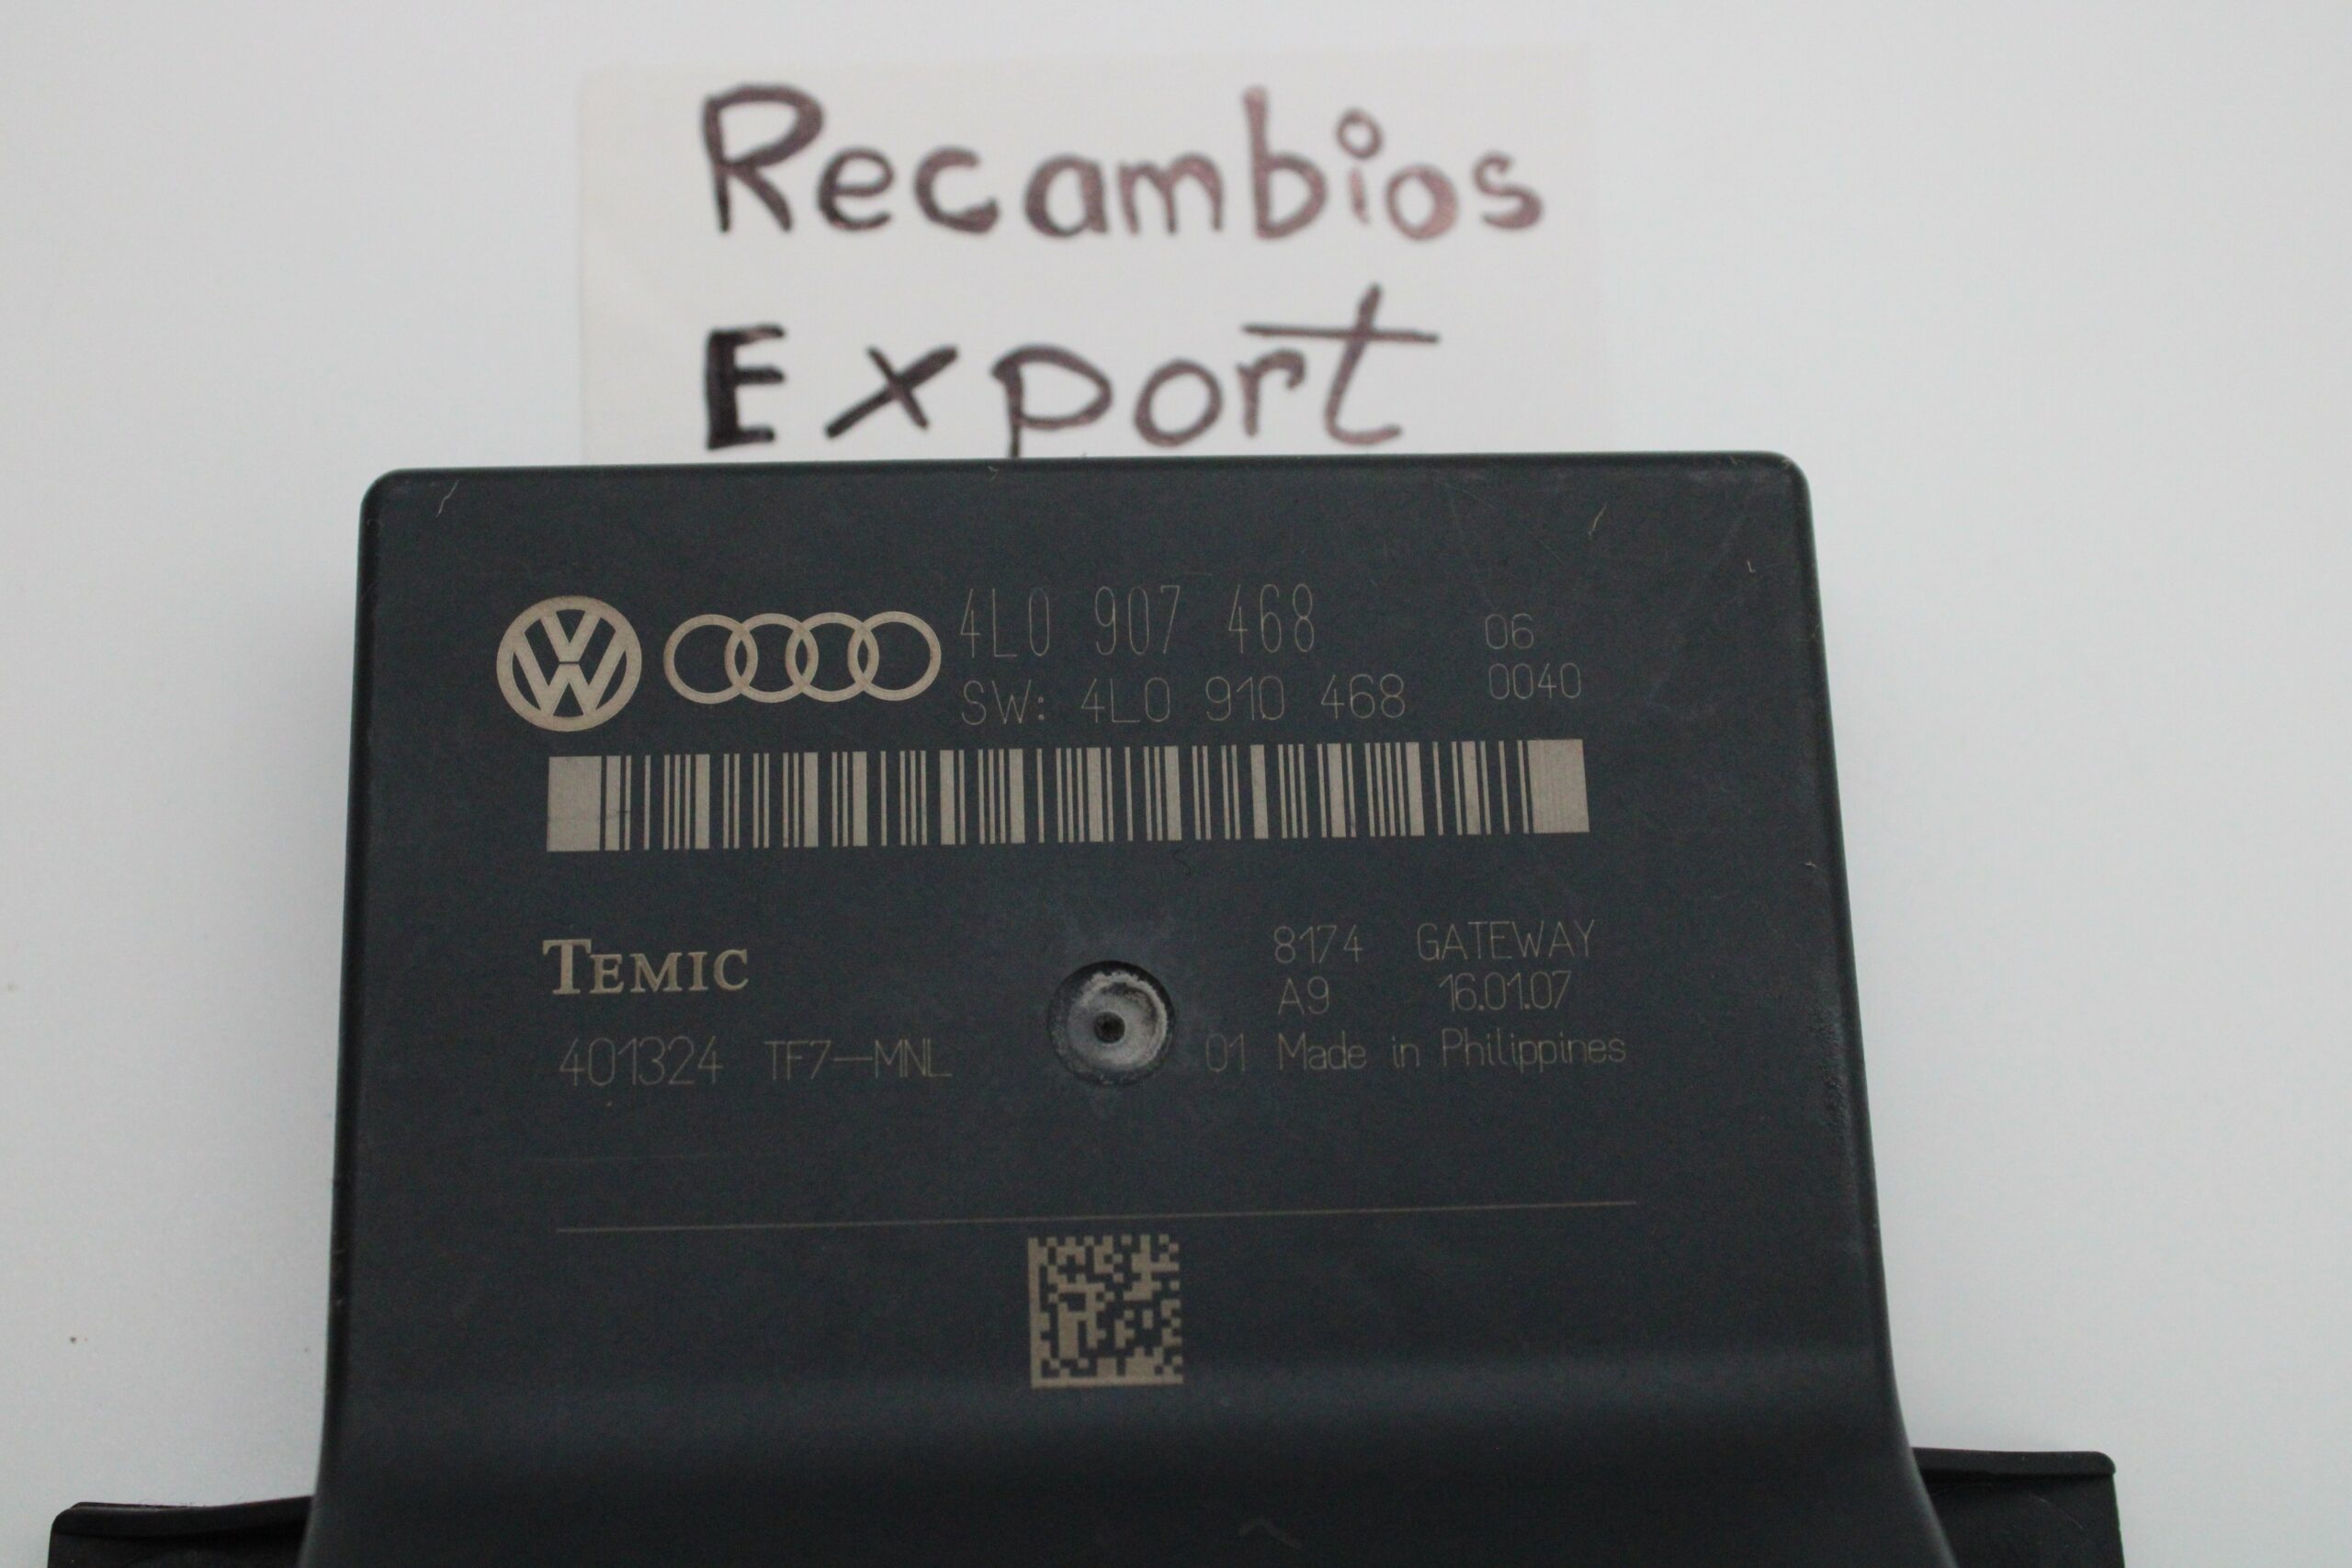 Recambios
Export
4L0 907 468 06
SW: 4L0 910 468 0040
TEMIC 8174 GATEWAY
A9 16.01.07
401324 TF7-MNL 01 Made in Philippines